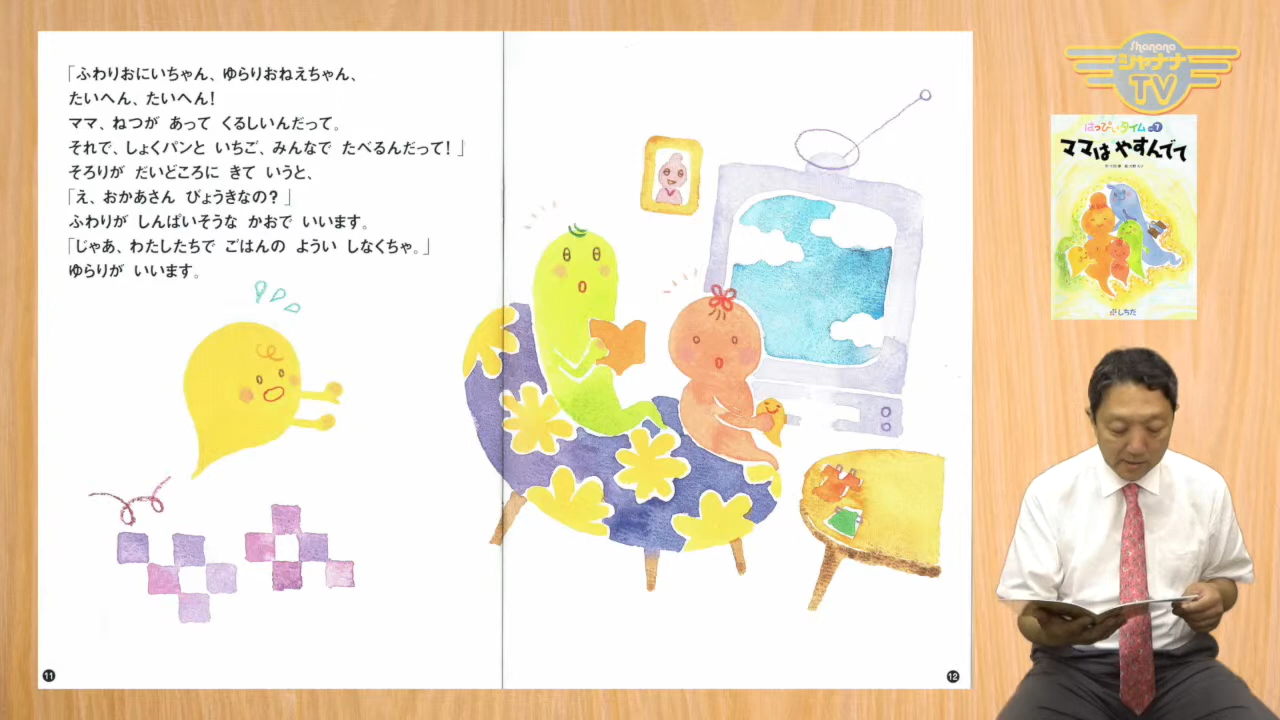 「ふわりおにいちゃん、ゆらりおねえちゃん、
たいへん、たいへん！
ママ、ねつが あって くるしいんだって。
それで、しょくパンと いちご、みんなで たべるんだって！」
そろりが だいどころに きて いうと、
「え、おかあさん びょうきなの？」
ふわりが しんぱいそうな かおで いいます。
「じゃあ、わたしたちで ごはんの ようい しなくちゃ。」
ゆらりが いいます。
11
12
Shanana
シャナナ
TV
はっぴぃタイム 7
ママは やすんでて
しちだ